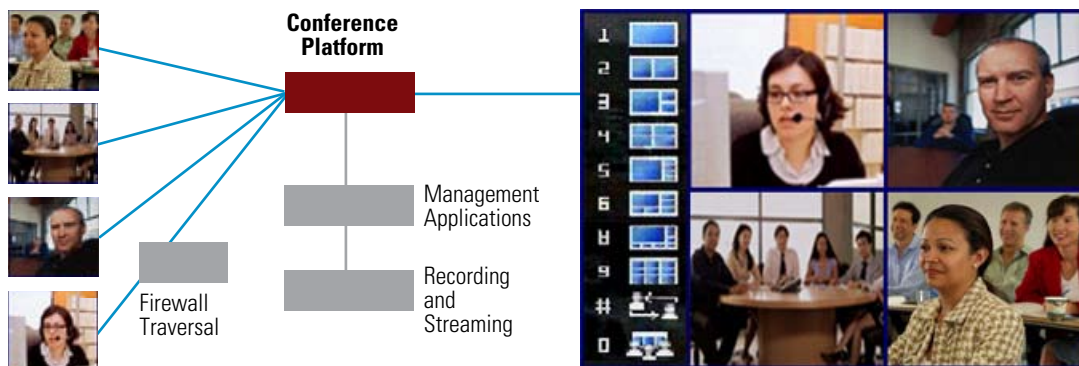 Conference
Platform
Management
Applications
Recording
and
Streaming
Firewall
Traversal
1
2
3
4
5
6
8
9
#
0